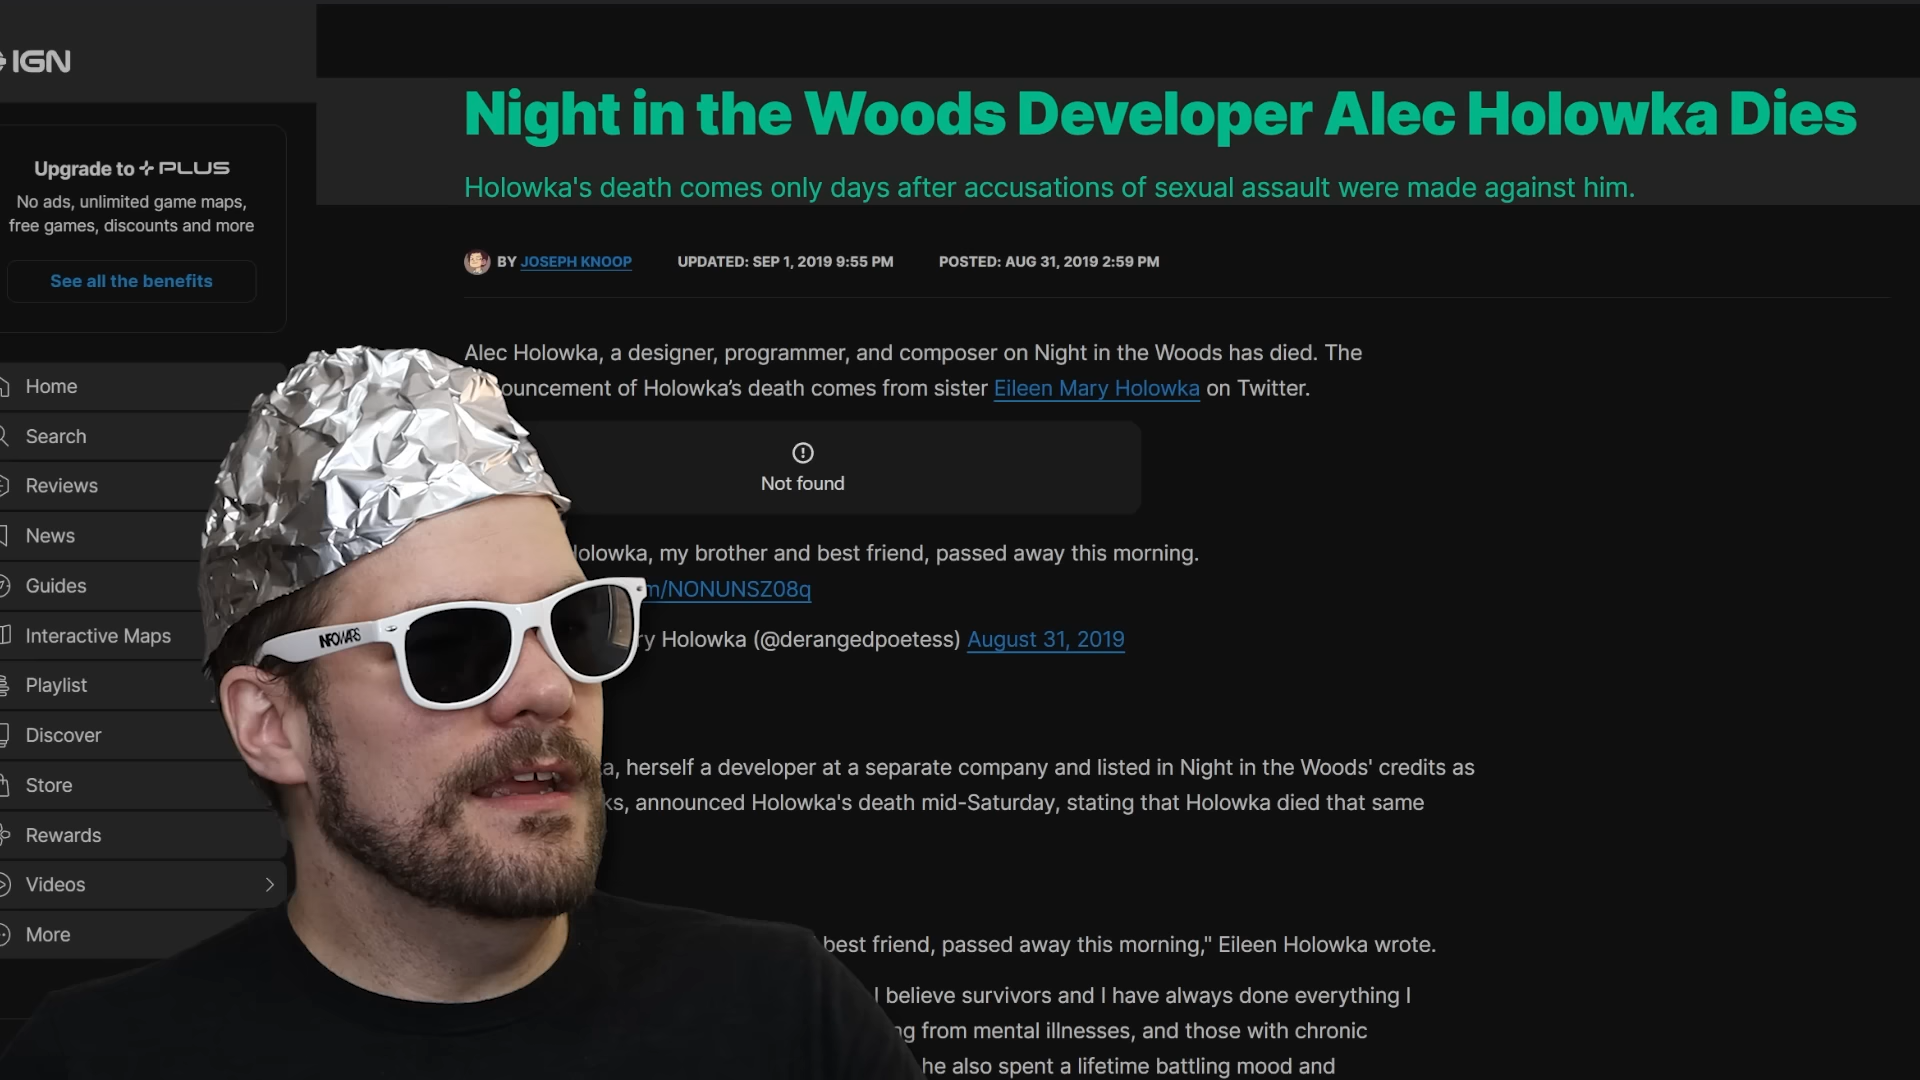 IGN
Upgrade to PLUS
No ads, unlimited game maps,
free games, discounts and more
See all the benefits
Home
Search
Reviews
News
Guides
Interactive Maps
Playlist
Discover
Store
Rewards
Videos
More
Night in the Woods Developer Alec Holowka Dies
Holowka's death comes only days after accusations of sexual assault were made against him.
BY JOSEPH KNOOP UPDATED: SEP 1, 2019 9:55 PM POSTED: AUG 31, 2019 2:59 PM
Alec Holowka, a designer, programmer, and composer on Night in the Woods has died. The
ouncement of Holowka’s death comes from sister Eileen Mary Holowka on Twitter.
Not found
olowka, my brother and best friend, passed away this morning.
m/NONUNSZ08q
INFOWARS
ry Holowka (@derangedpoetess) August 31, 2019
a, herself a developer at a separate company and listed in Night in the Woods' credits as
ks, announced Holowka's death mid-Saturday, stating that Holowka died that same
best friend, passed away this morning," Eileen Holowka wrote.
I believe survivors and I have always done everything I
ng from mental illnesses, and those with chronic
he also spent a lifetime battling mood and